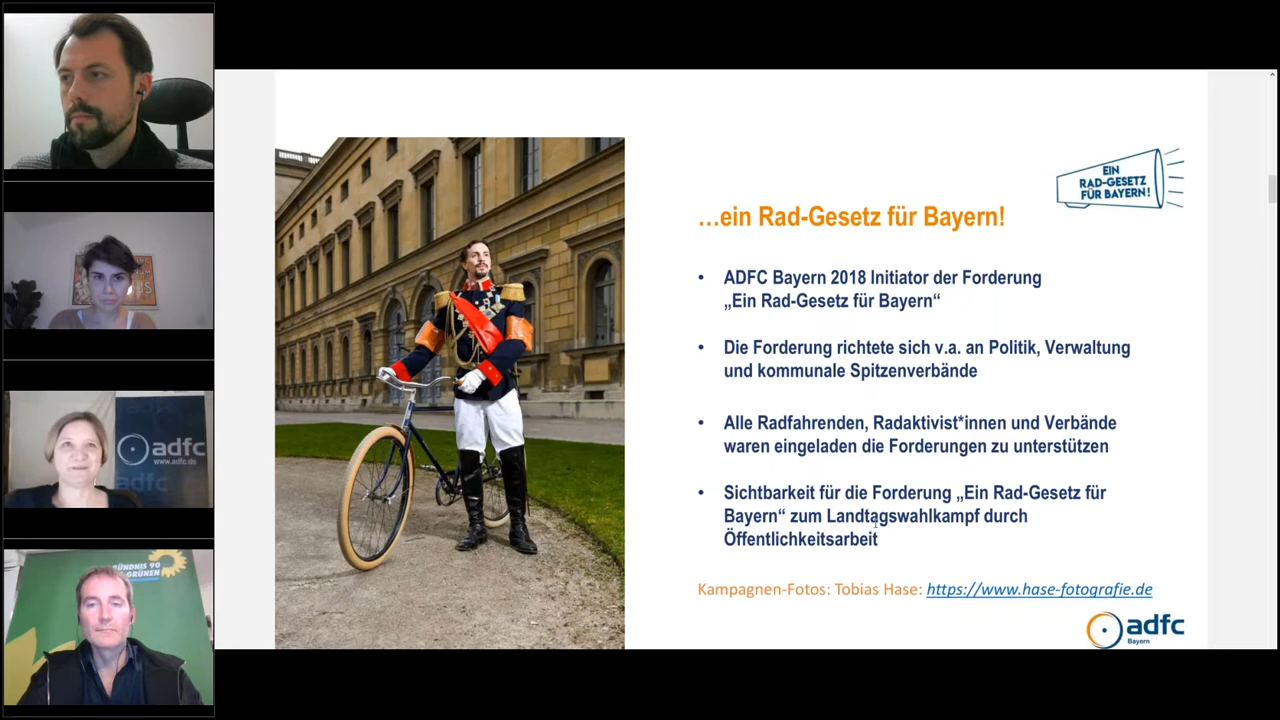 adfc
www.adfc.de
adfc
BÜNDNIS 90
GRÜNEN
EIN
RAD-GESETZ
FÜR BAYERN!
…ein Rad-Gesetz für Bayern!
• ADFC Bayern 2018 Initiator der Forderung
„Ein Rad-Gesetz für Bayern“
• Die Forderung richtete sich v.a. an Politik, Verwaltung
und kommunale Spitzenverbände
• Alle Radfahrenden, Radaktivist*innen und Verbände
waren eingeladen die Forderungen zu unterstützen
• Sichtbarkeit für die Forderung „Ein Rad-Gesetz für
Bayern“ zum Landtagswahlkampf durch
Öffentlichkeitsarbeit
Kampagnen-Fotos: Tobias Hase: https://www.hase-fotografie.de
adfc
Bayern